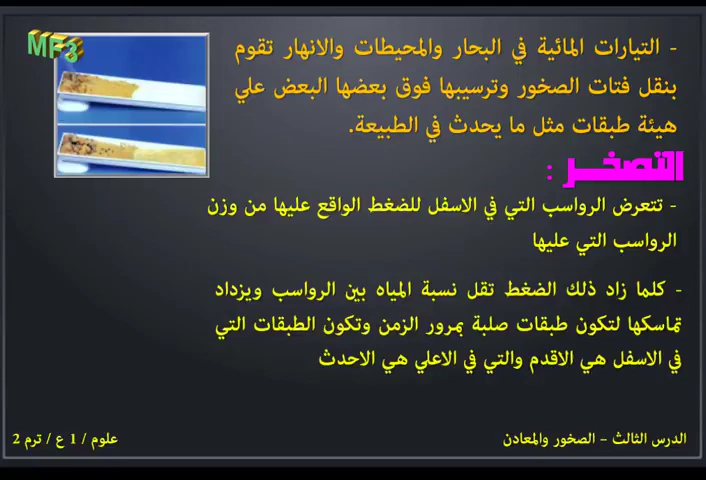 MF3
- التيارات المائية في البحار والمحيطات والانهار تقوم
بنقل فتات الصخور وترسيبها فوق بعضها البعض علي
هيئة طبقات مثل ما يحدث في الطبيعة.
التصخر :
- تتعرض الرواسب التي في الاسفل للضغط الواقع عليها من وزن
الرواسب التي عليها
- كلما زاد ذلك الضغط تقل نسبة المياه بين الرواسب ويزداد
تماسكها لتكون طبقات صلبة بمرور الزمن وتكون الطبقات التي
في الاسفل هي الاقدم والتي في الاعلي هي الاحدث
الدرس الثالث - الصخور والمعادن
علوم / 1 ع / ترم 2